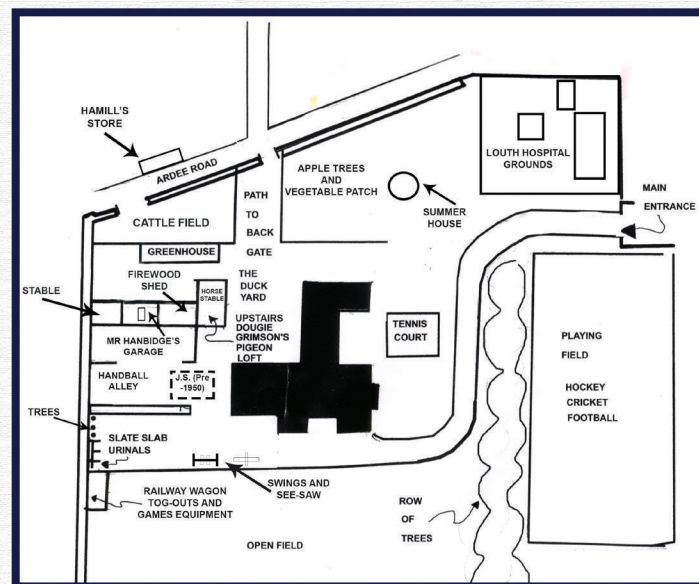 HAMILL'S
STORE
ARDEE ROAD
CATTLE FIELD
PATH
TO
BACK
GATE
APPLE TREES
AND
VEGETABLE PATCH
SUMMER
HOUSE
LOUTH HOSPITAL
GROUNDS
MAIN
ENTRANCE
GREENHOUSE
FIREWOOD
SHED
THE
DUCK
YARD
HORSE
STABLE
STABLE
MR HANBIDGE'S
GARAGE
UPSTAIRS
DOUGIE
GRIMSON'S
PIGEON
LOFT
TENNIS
COURT
PLAYING
FIELD
HOCKEY
CRICKET
FOOTBALL
HANDBALL
ALLEY
J.S. (Pre
-1950)
TREES
SLATE SLAB
URINALS
SWINGS AND
SEE-SAW
RAILWAY WAGON
TOG-OUTS AND
GAMES EQUIPMENT
ROW
OF
TREES
OPEN FIELD